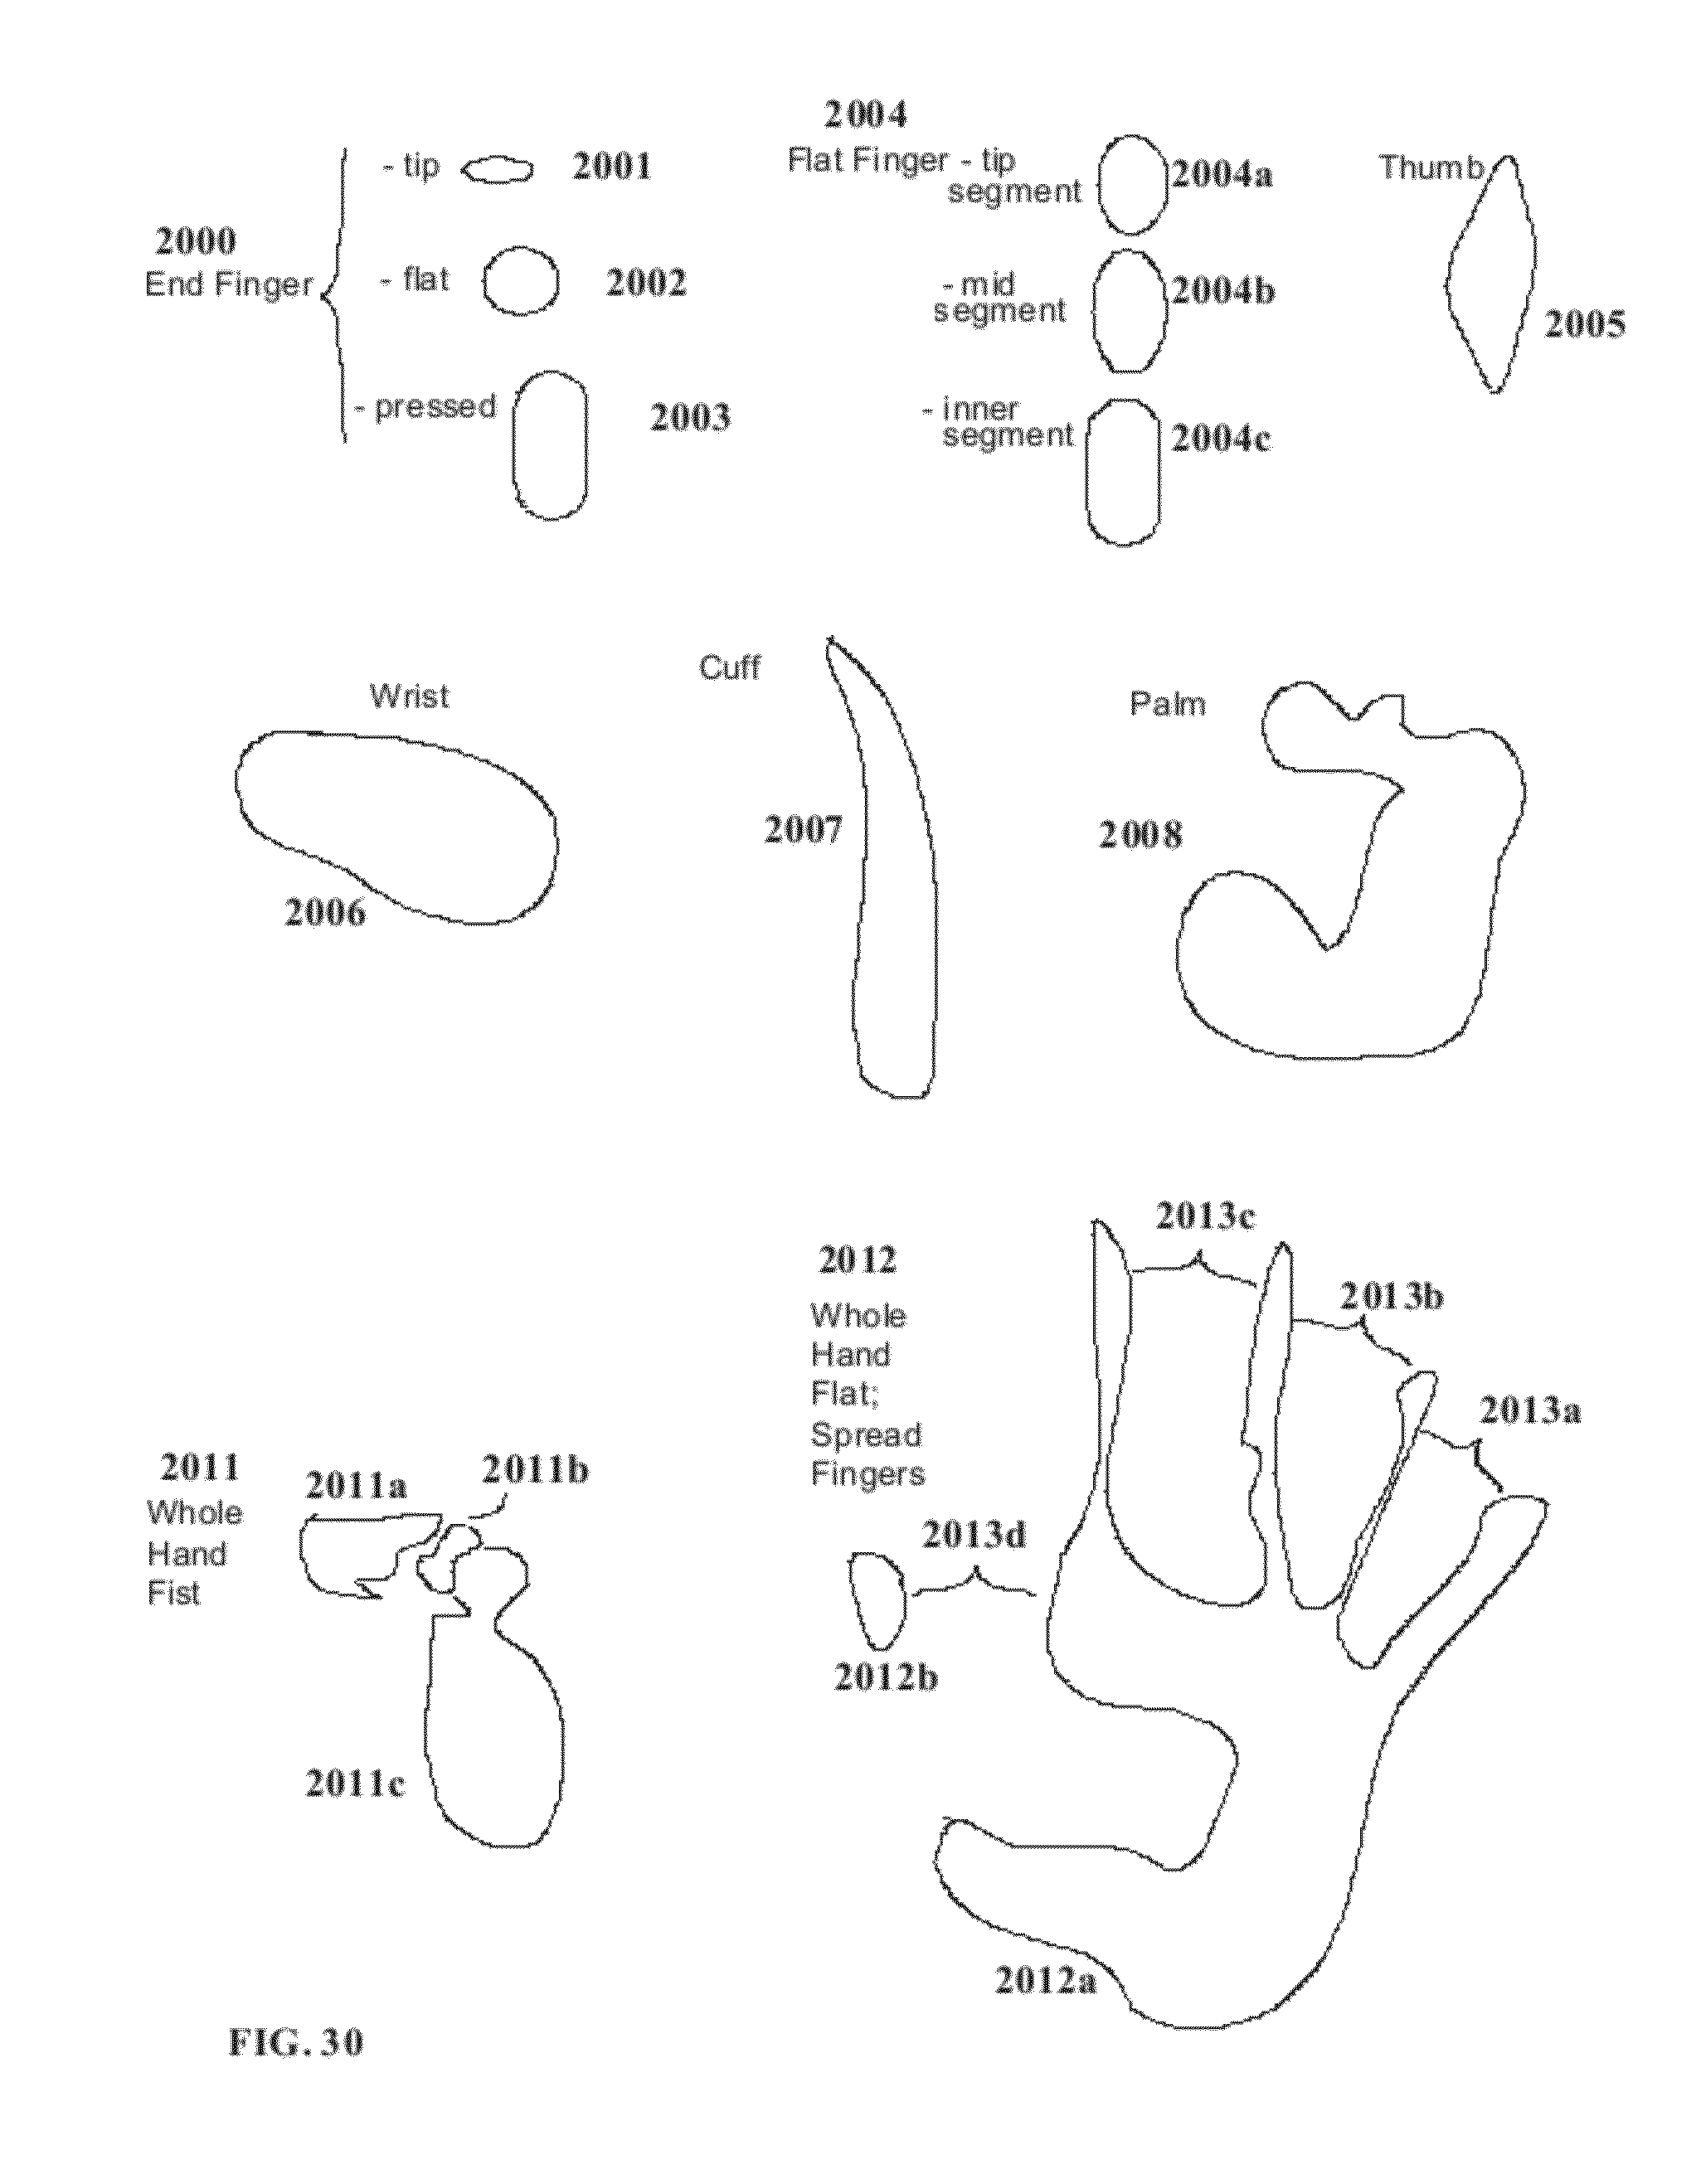 2000
End Finger
- tip 2001
- flat 2002
- pressed 2003
2004
Flat Finger - tip
segment 2004a
- mid
segment 2004b
- inner
segment 2004c
Thumb
2005
Wrist
2006
Cuff
2007
Palm
2008
2011
Whole
Hand
Fist
2011a
2011b
2011c
2012
Whole
Hand
Flat;
Spread
Fingers
2013c
2013b
2013a
2013d
2012b
2012a
FIG. 30